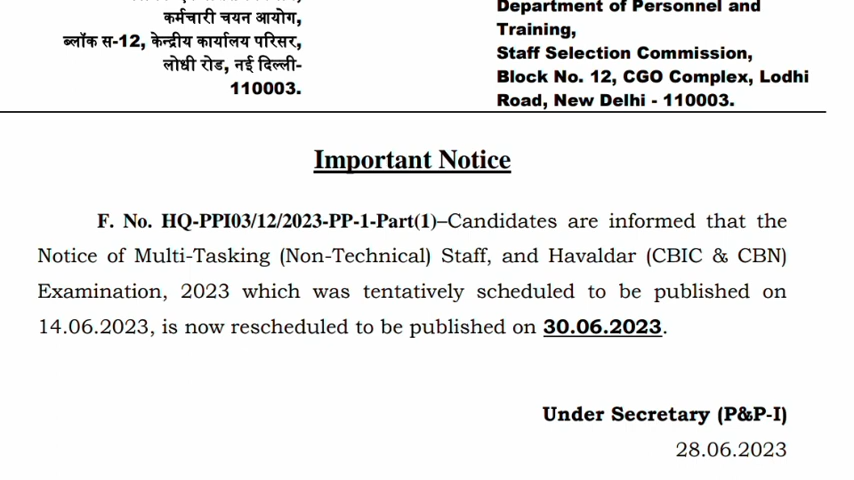 कर्मचारी चयन आयोग,
ब्लॉक स-12, केन्द्रीय कार्यालय परिसर,
लोधी रोड, नई दिल्ली-
110003.
Department of Personnel and
Training,
Staff Selection Commission,
Block No. 12, CGO Complex, Lodhi
Road, New Delhi - 110003.
Important Notice
F. No. HQ-PPI03/12/2023-PP-1-Part(1)–Candidates are informed that the
Notice of Multi-Tasking (Non-Technical) Staff, and Havaldar (CBIC & CBN)
Examination, 2023 which was tentatively scheduled to be published on
14.06.2023, is now rescheduled to be published on 30.06.2023.
Under Secretary (P&P-I)
28.06.2023